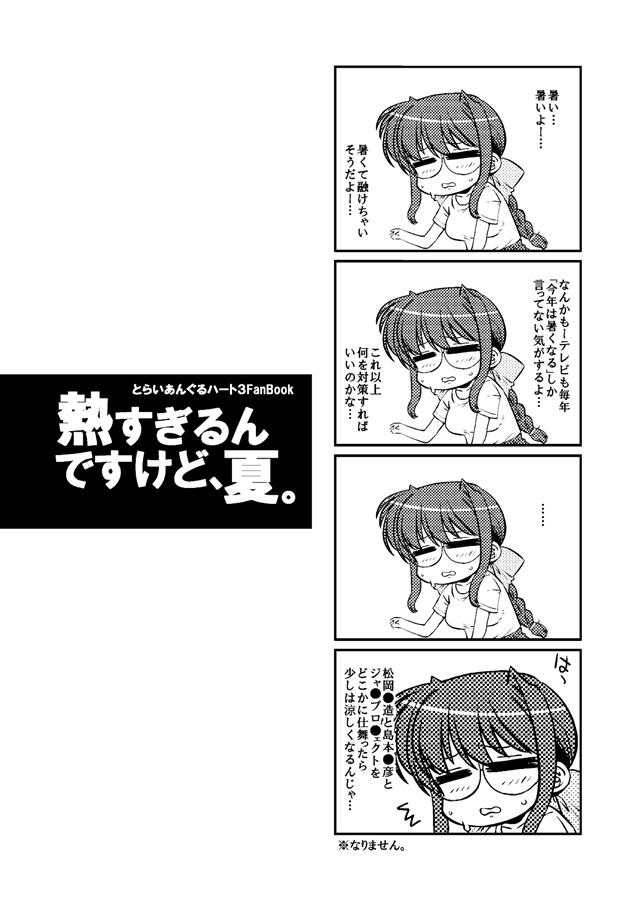 暑い…
暑いよー…
暑くて融けちゃい
そうだよー…
なんかもーテレビも毎年
「今年は暑くなる」しか
言ってない気がするよ…
これ以上
何を対策すれば
いいのかな…
……
は〜
松岡●造と島本●彦と
ジャ●プロ●ェクトを
どこかに仕舞ったら
少しは涼しくなるんじゃ…
※なりません。
とらいあんぐるハート3FanBook
熱すぎるん
ですけど、夏。